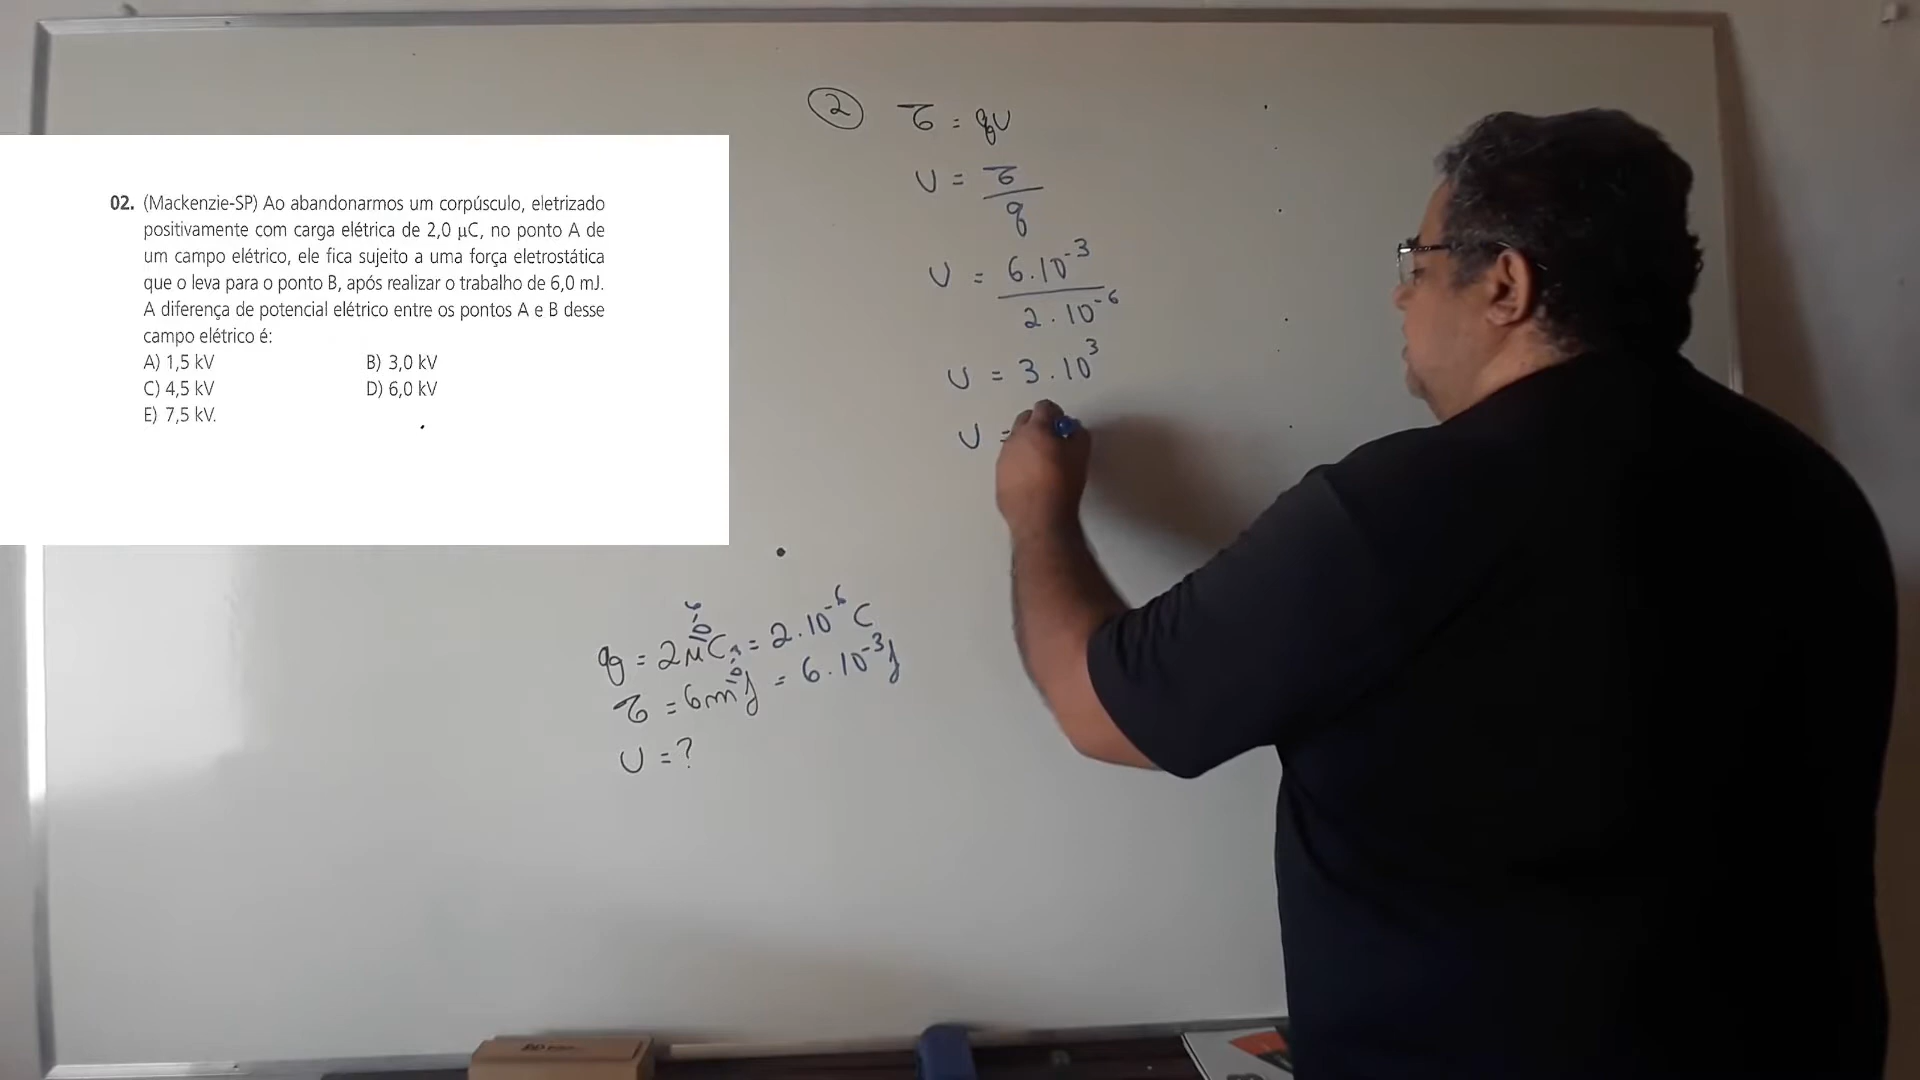 02. (Mackenzie-SP) Ao abandonarmos um corpúsculo, eletrizado
positivamente com carga elétrica de 2,0 μC, no ponto A de
um campo elétrico, ele fica sujeito a uma força eletrostática
que o leva para o ponto B, após realizar o trabalho de 6,0 mJ.
A diferença de potencial elétrico entre os pontos A e B desse
campo elétrico é:
A) 1,5 kV B) 3,0 kV
C) 4,5 kV D) 6,0 kV
E) 7,5 kV.
2 τ = qU
U = τ/q
U = 6.10⁻³/2.10⁻⁶
U = 3.10³
U =
q = 2μC = 2.10⁻⁶ C
τ = 6mJ = 6.10⁻³J
U = ?